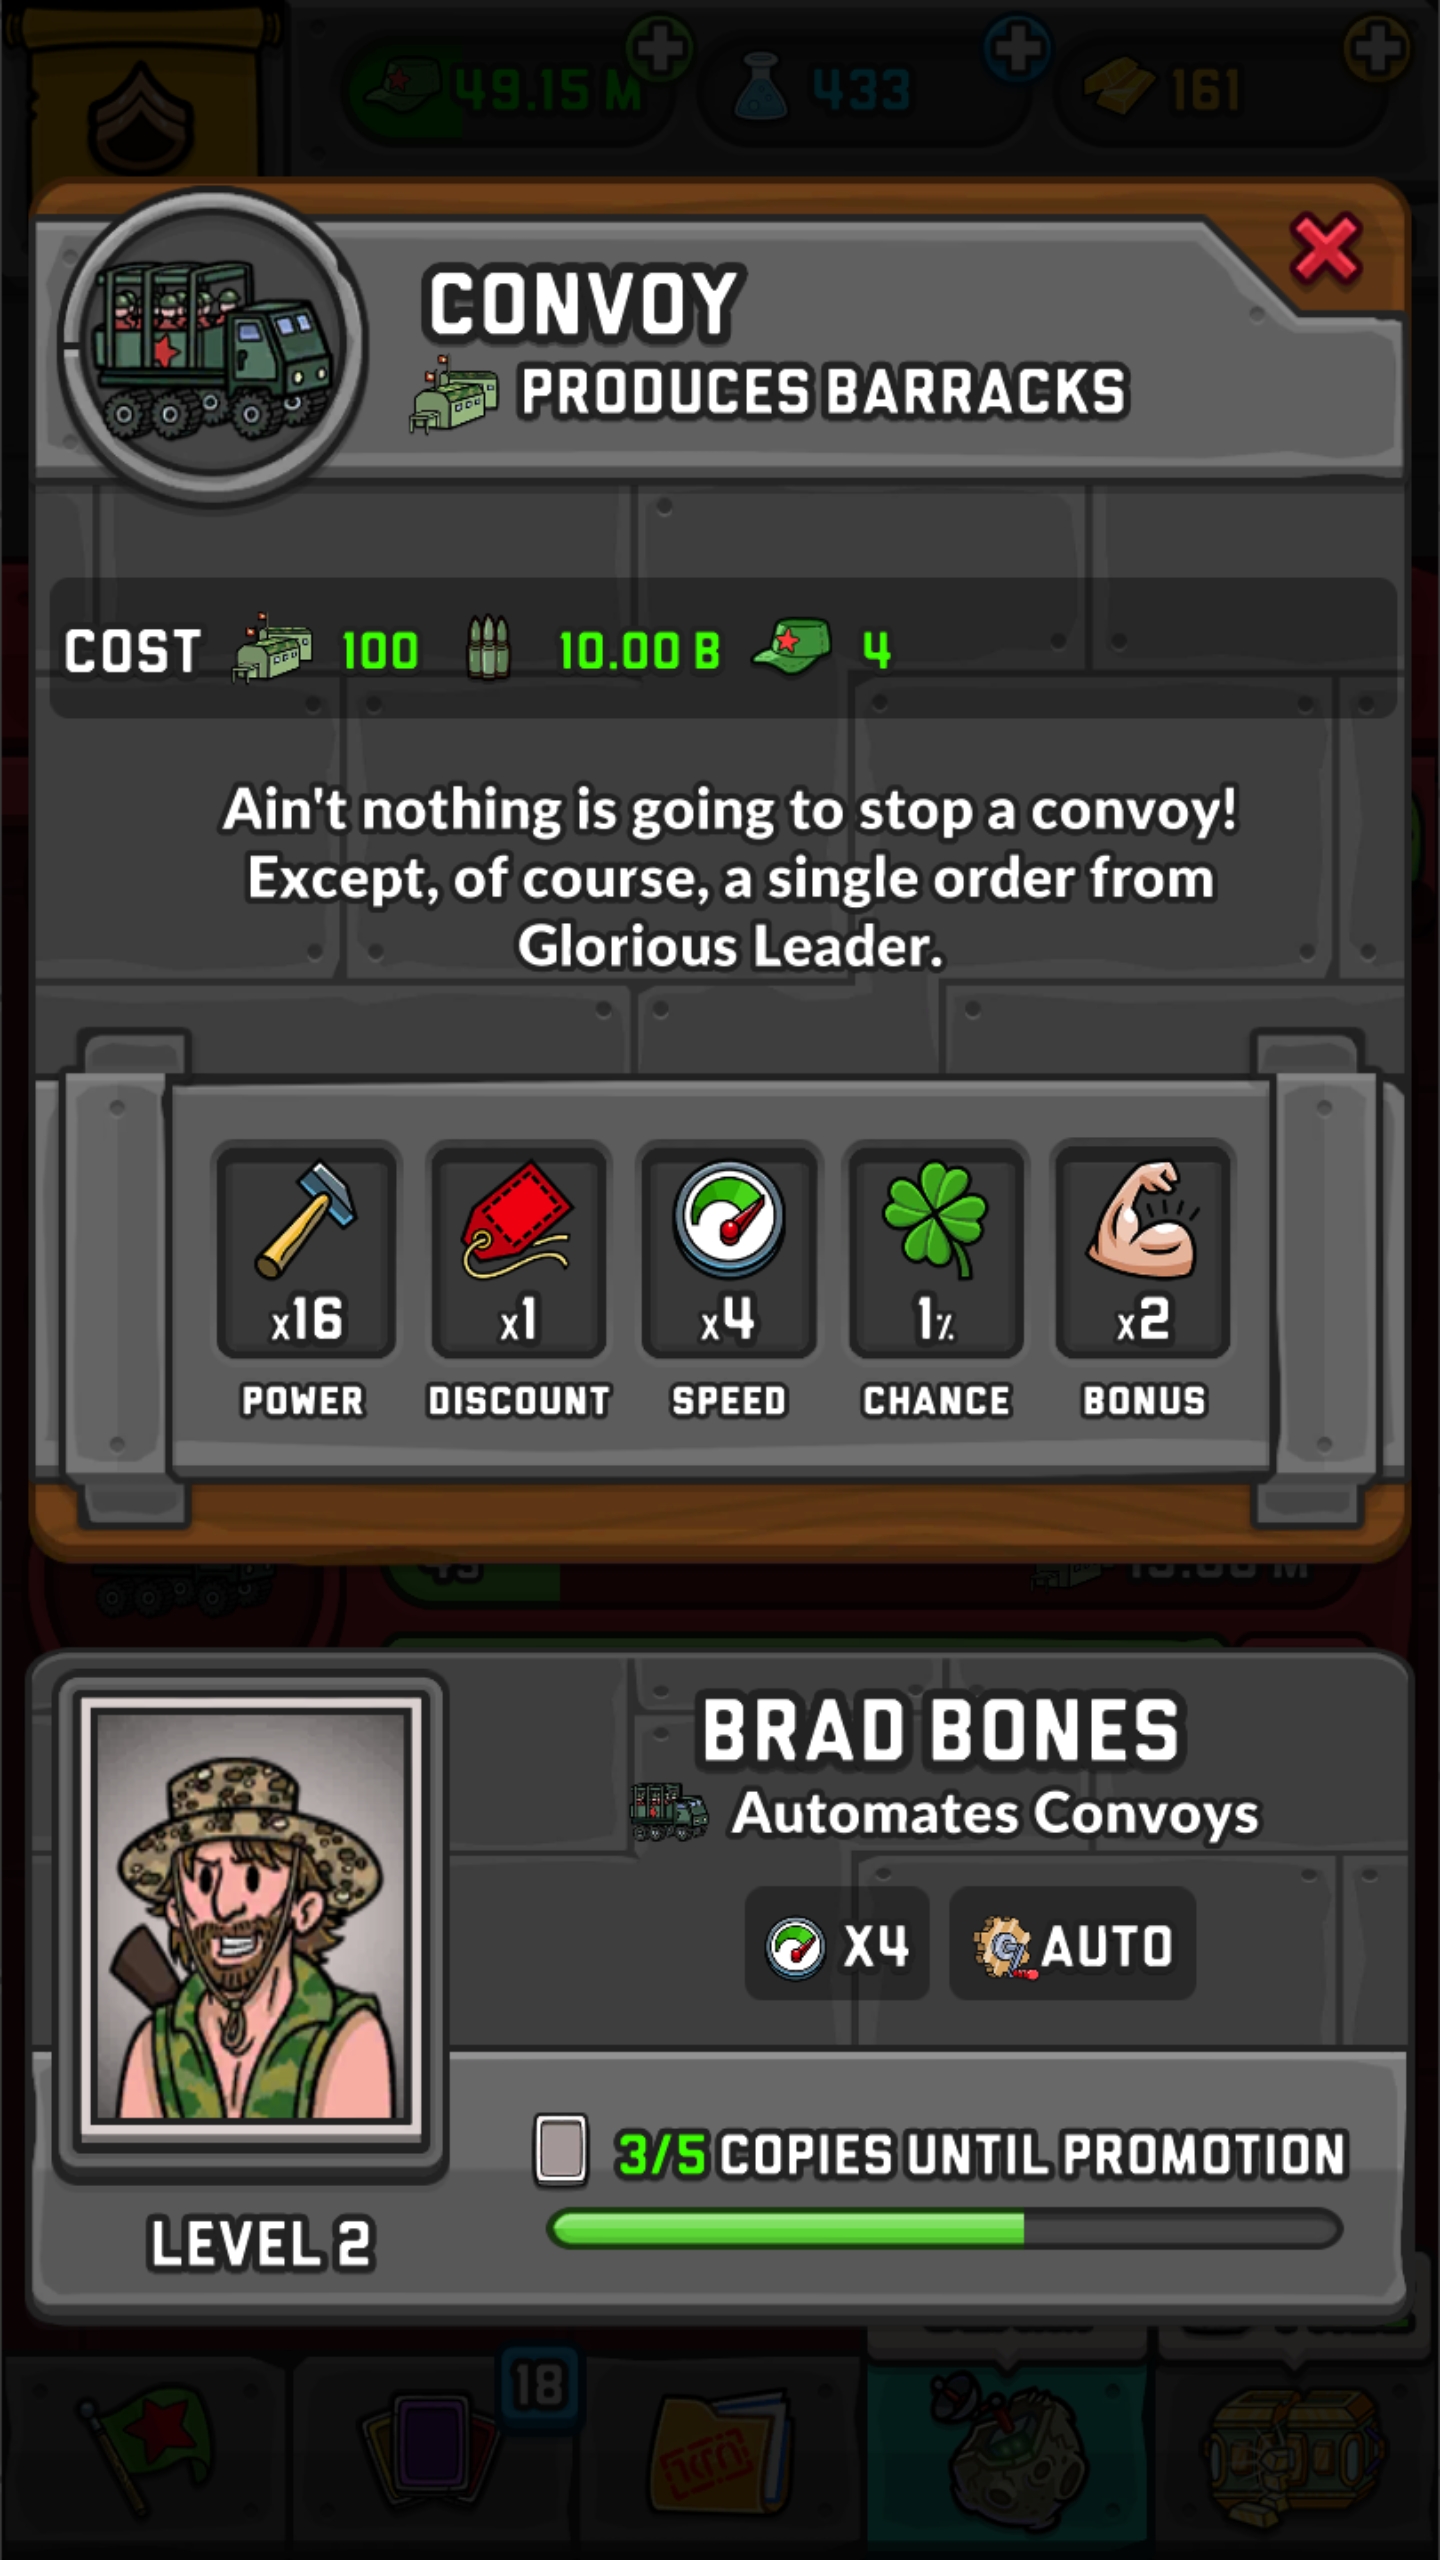 49.15 M
433
161
CONVOY
PRODUCES BARRACKS
COST 100 10.00 B 4
Ain't nothing is going to stop a convoy!
Except, of course, a single order from
Glorious Leader.
x16 x1 x4 1% x2
POWER DISCOUNT SPEED CHANCE BONUS
BRAD BONES
Automates Convoys
X4 AUTO
3/5 COPIES UNTIL PROMOTION
LEVEL 2
18